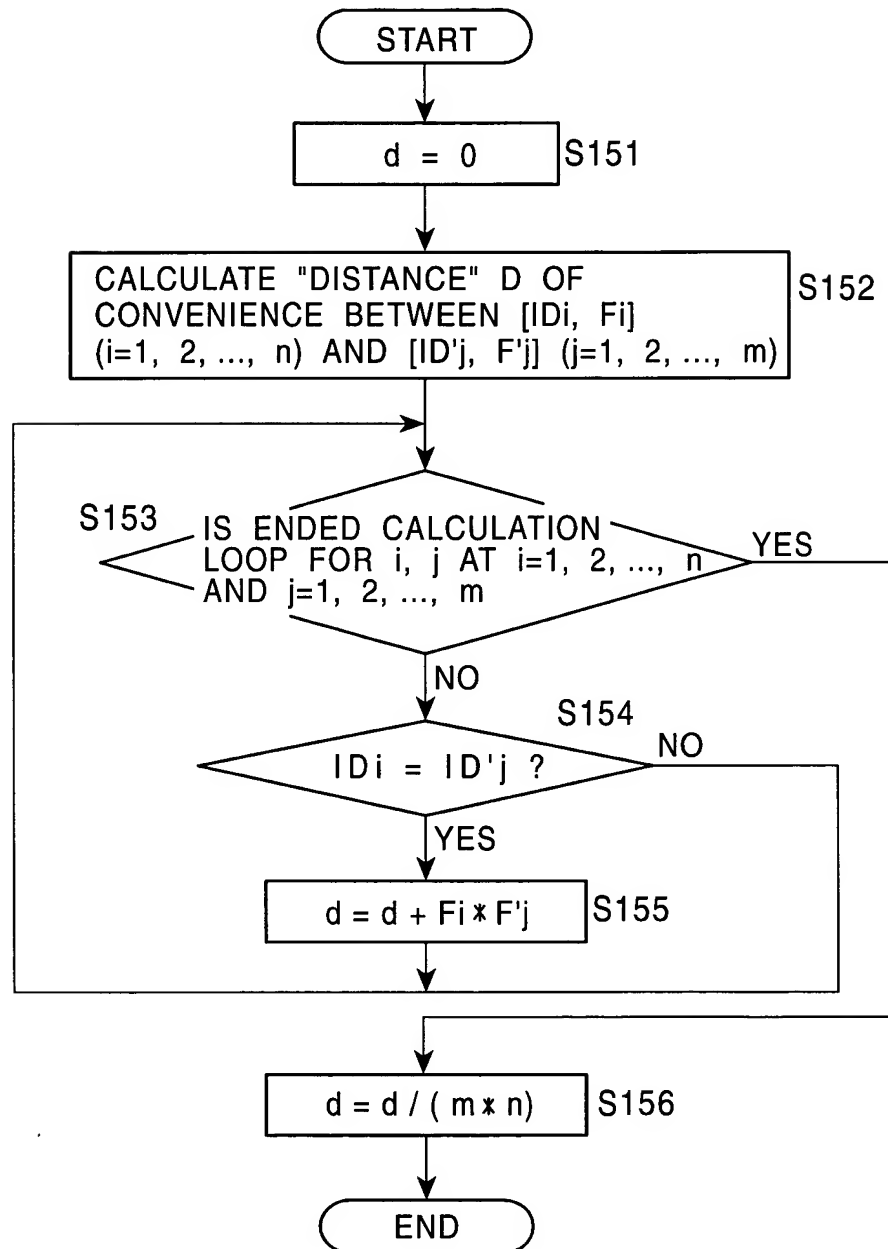 START
d = 0
S151
CALCULATE "DISTANCE" D OF
CONVENIENCE BETWEEN [IDi, Fi]
(i=1, 2, ..., n) AND [ID'j, F'j] (j=1, 2, ..., m)
S152
S153
IS ENDED CALCULATION
LOOP FOR i, j AT i=1, 2, ..., n
AND j=1, 2, ..., m
YES
NO
S154
IDi = ID'j ?
NO
YES
d = d + Fi * F'j
S155
d = d / ( m * n)
S156
END